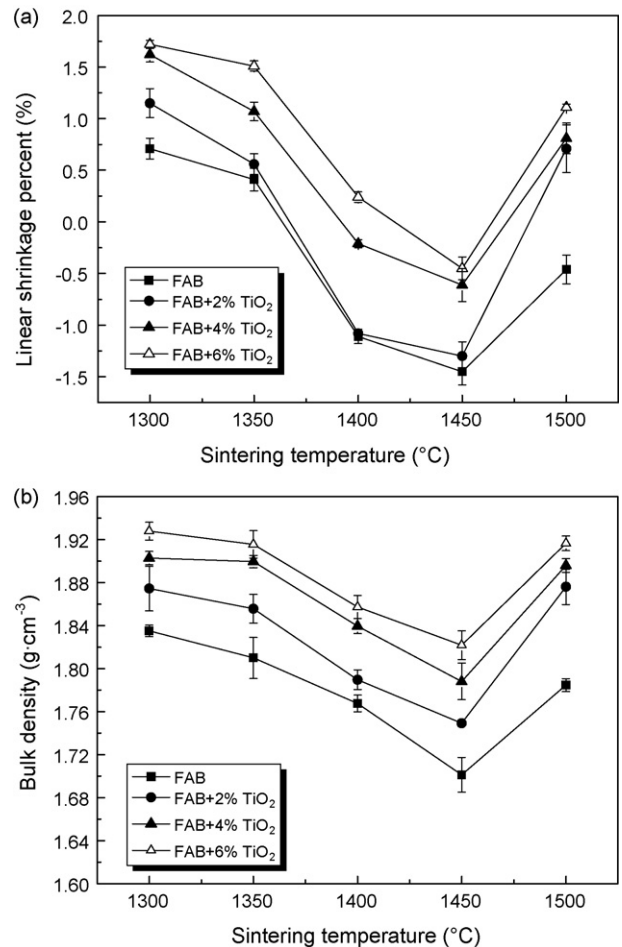 (a)
2.0
1.5
1.0
0.5
0.0
-0.5
-1.0
-1.5
Linear shrinkage percent (%)
FAB
FAB+2% TiO₂
FAB+4% TiO₂
FAB+6% TiO₂
1300 1350 1400 1450 1500
Sintering temperature (°C)
(b)
1.96
1.92
1.88
1.84
1.80
1.76
1.72
1.68
1.64
1.60
Bulk density (g·cm⁻³)
FAB
FAB+2% TiO₂
FAB+4% TiO₂
FAB+6% TiO₂
1300 1350 1400 1450 1500
Sintering temperature (°C)